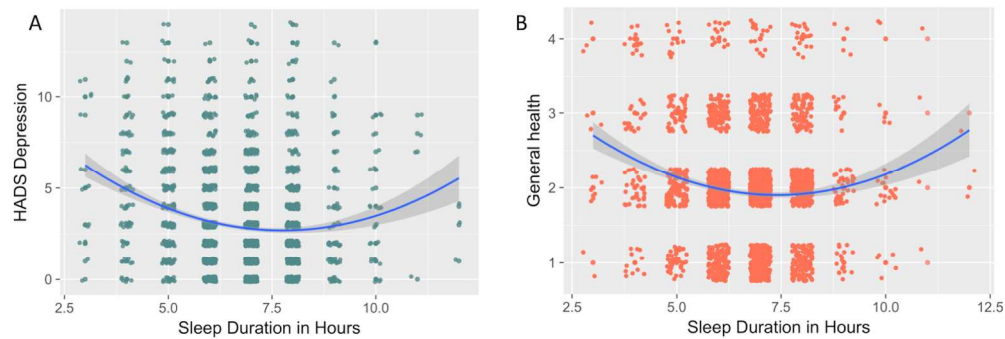 A
HADS Depression
10
5
0
2.5 5.0 7.5 10.0
Sleep Duration in Hours
B
General health
4
3
2
1
2.5 5.0 7.5 10.0 12.5
Sleep Duration in Hours